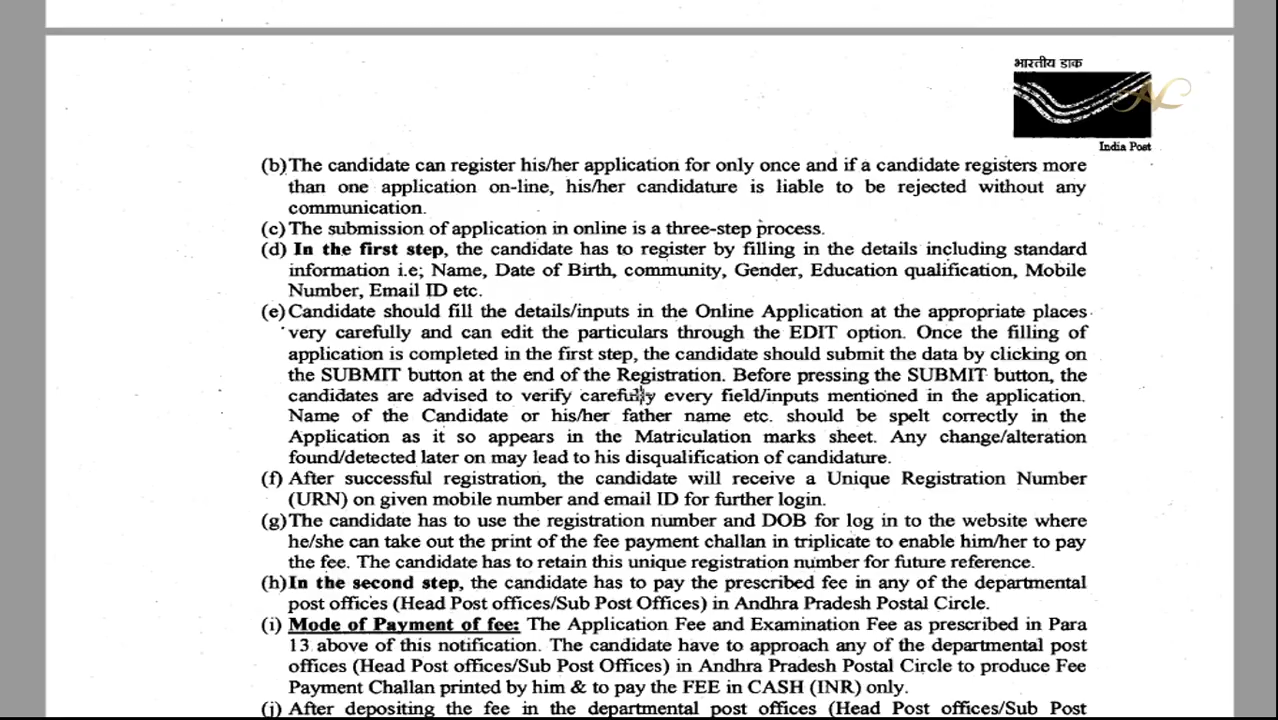 भारतीय डाक
India Post
(b) The candidate can register his/her application for only once and if a candidate registers more
than one application on-line, his/her candidature is liable to be rejected without any
communication.
(c) The submission of application in online is a three-step process.
(d) In the first step, the candidate has to register by filling in the details including standard
information i.e; Name, Date of Birth, community, Gender, Education qualification, Mobile
Number, Email ID etc.
(e) Candidate should fill the details/inputs in the Online Application at the appropriate places
very carefully and can edit the particulars through the EDIT option. Once the filling of
application is completed in the first step, the candidate should submit the data by clicking on
the SUBMIT button at the end of the Registration. Before pressing the SUBMIT button, the
candidates are advised to verify carefully every field/inputs mentioned in the application.
Name of the Candidate or his/her father name etc. should be spelt correctly in the
Application as it so appears in the Matriculation marks sheet. Any change/alteration
found/detected later on may lead to his disqualification of candidature.
(f) After successful registration, the candidate will receive a Unique Registration Number
(URN) on given mobile number and email ID for further login.
(g) The candidate has to use the registration number and DOB for log in to the website where
he/she can take out the print of the fee payment challan in triplicate to enable him/her to pay
the fee. The candidate has to retain this unique registration number for future reference.
(h) In the second step, the candidate has to pay the prescribed fee in any of the departmental
post offices (Head Post offices/Sub Post Offices) in Andhra Pradesh Postal Circle.
(i) Mode of Payment of fee: The Application Fee and Examination Fee as prescribed in Para
13 above of this notification. The candidate have to approach any of the departmental post
offices (Head Post offices/Sub Post Offices) in Andhra Pradesh Postal Circle to produce Fee
Payment Challan printed by him & to pay the FEE in CASH (INR) only.
(j) After depositing the fee in the departmental post offices (Head Post offices/Sub Post